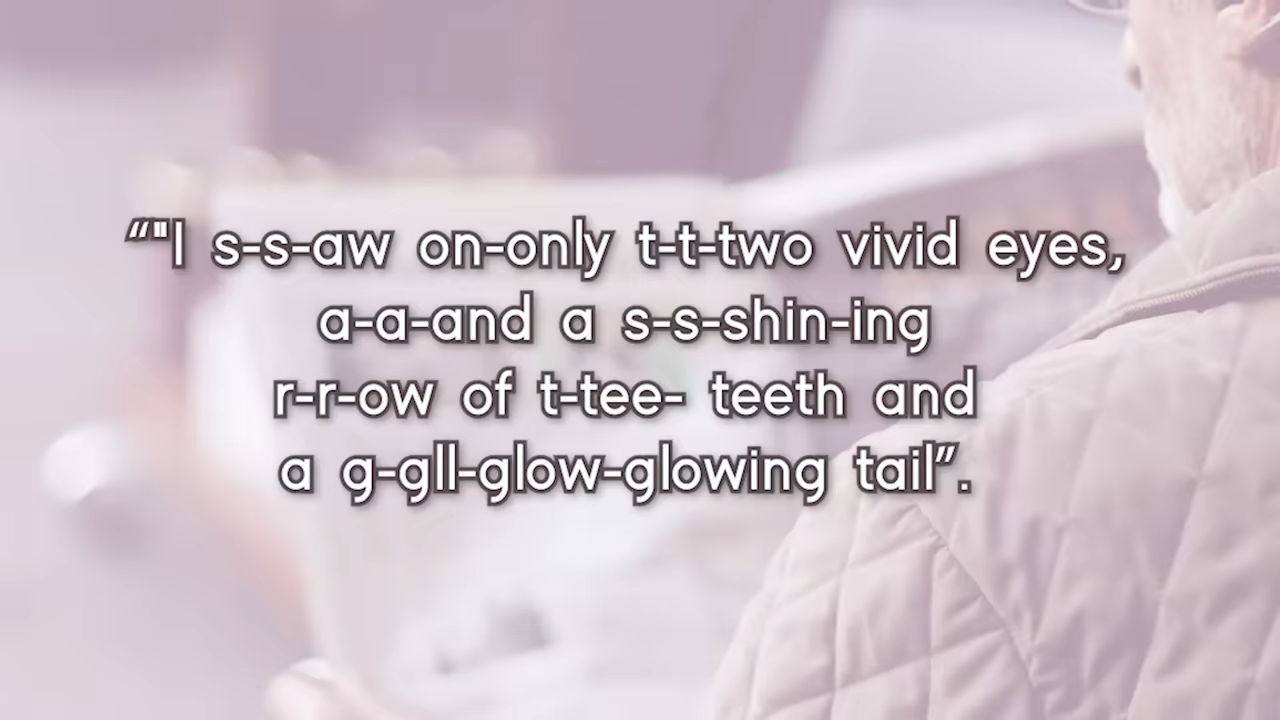 “"I s-s-aw on-only t-t-two vivid eyes,
a-a-and a s-s-shin-ing
r-r-ow of t-tee- teeth and
a g-gll-glow-glowing tail”.